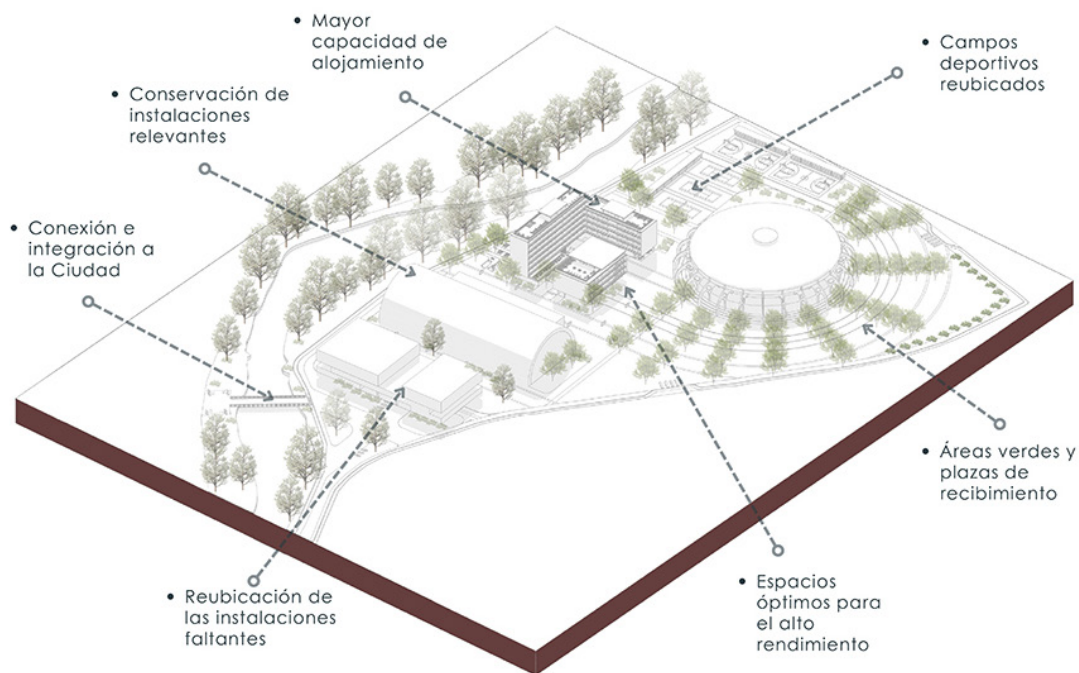 • Mayor
capacidad de
alojamiento
• Campos
deportivos
reubicados
• Conservación de
instalaciones
relevantes
• Conexión e
integración a
la Ciudad
• Áreas verdes y
plazas de
recibimiento
• Espacios
óptimos para
el alto
rendimiento
• Reubicación de
las instalaciones
faltantes